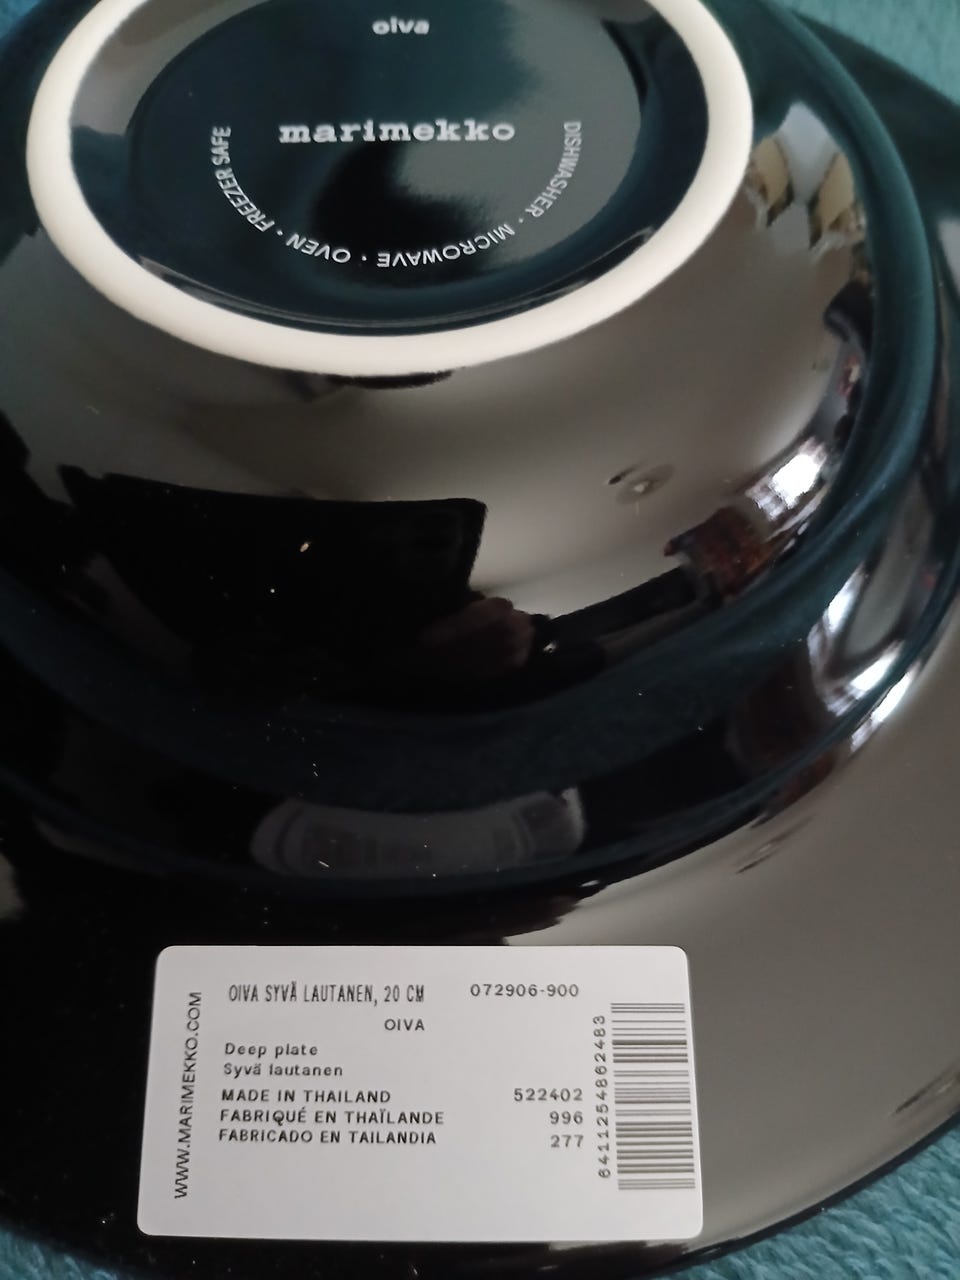 oiva
marimekko
DISHWASHER • MICROWAVE • OVEN • FREEZER SAFE
WWW.MARIMEKKO.COM
OIVA SYVÄ LAUTANEN, 20 CM 072906-900
OIVA
Deep plate
Syvä lautanen
MADE IN THAILAND 522402
FABRIQUÉ EN THAÏLANDE 996
FABRICADO EN TAILANDIA 277
6411254862483